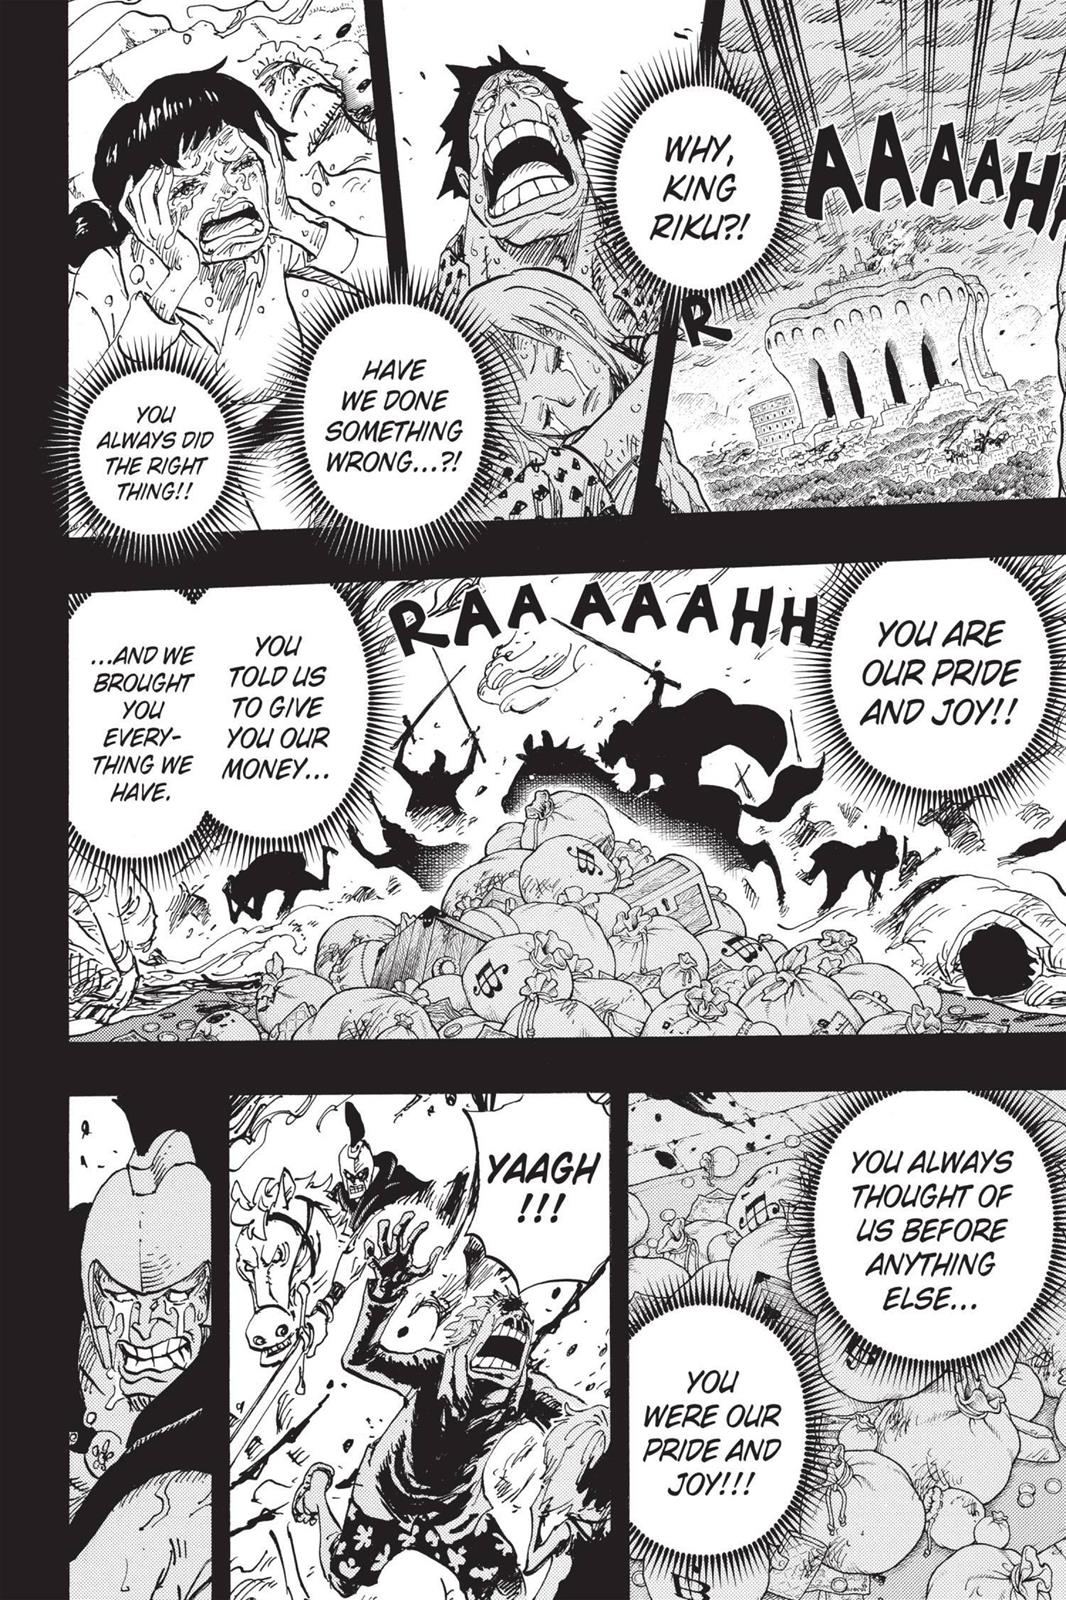 AAAAAH
R
WHY,
KING
RIKU?!
HAVE
WE DONE
SOMETHING
WRONG...?!
YOU
ALWAYS DID
THE RIGHT
THING!!
YOU ARE
OUR PRIDE
AND JOY!!
RAAAAAAHH
YOU
TOLD US
TO GIVE
YOU OUR
MONEY...
...AND WE
BROUGHT
YOU
EVERY-
THING WE
HAVE.
YOU ALWAYS
THOUGHT OF
US BEFORE
ANYTHING
ELSE...
YOU
WERE OUR
PRIDE AND
JOY!!!
YAAGH
!!!